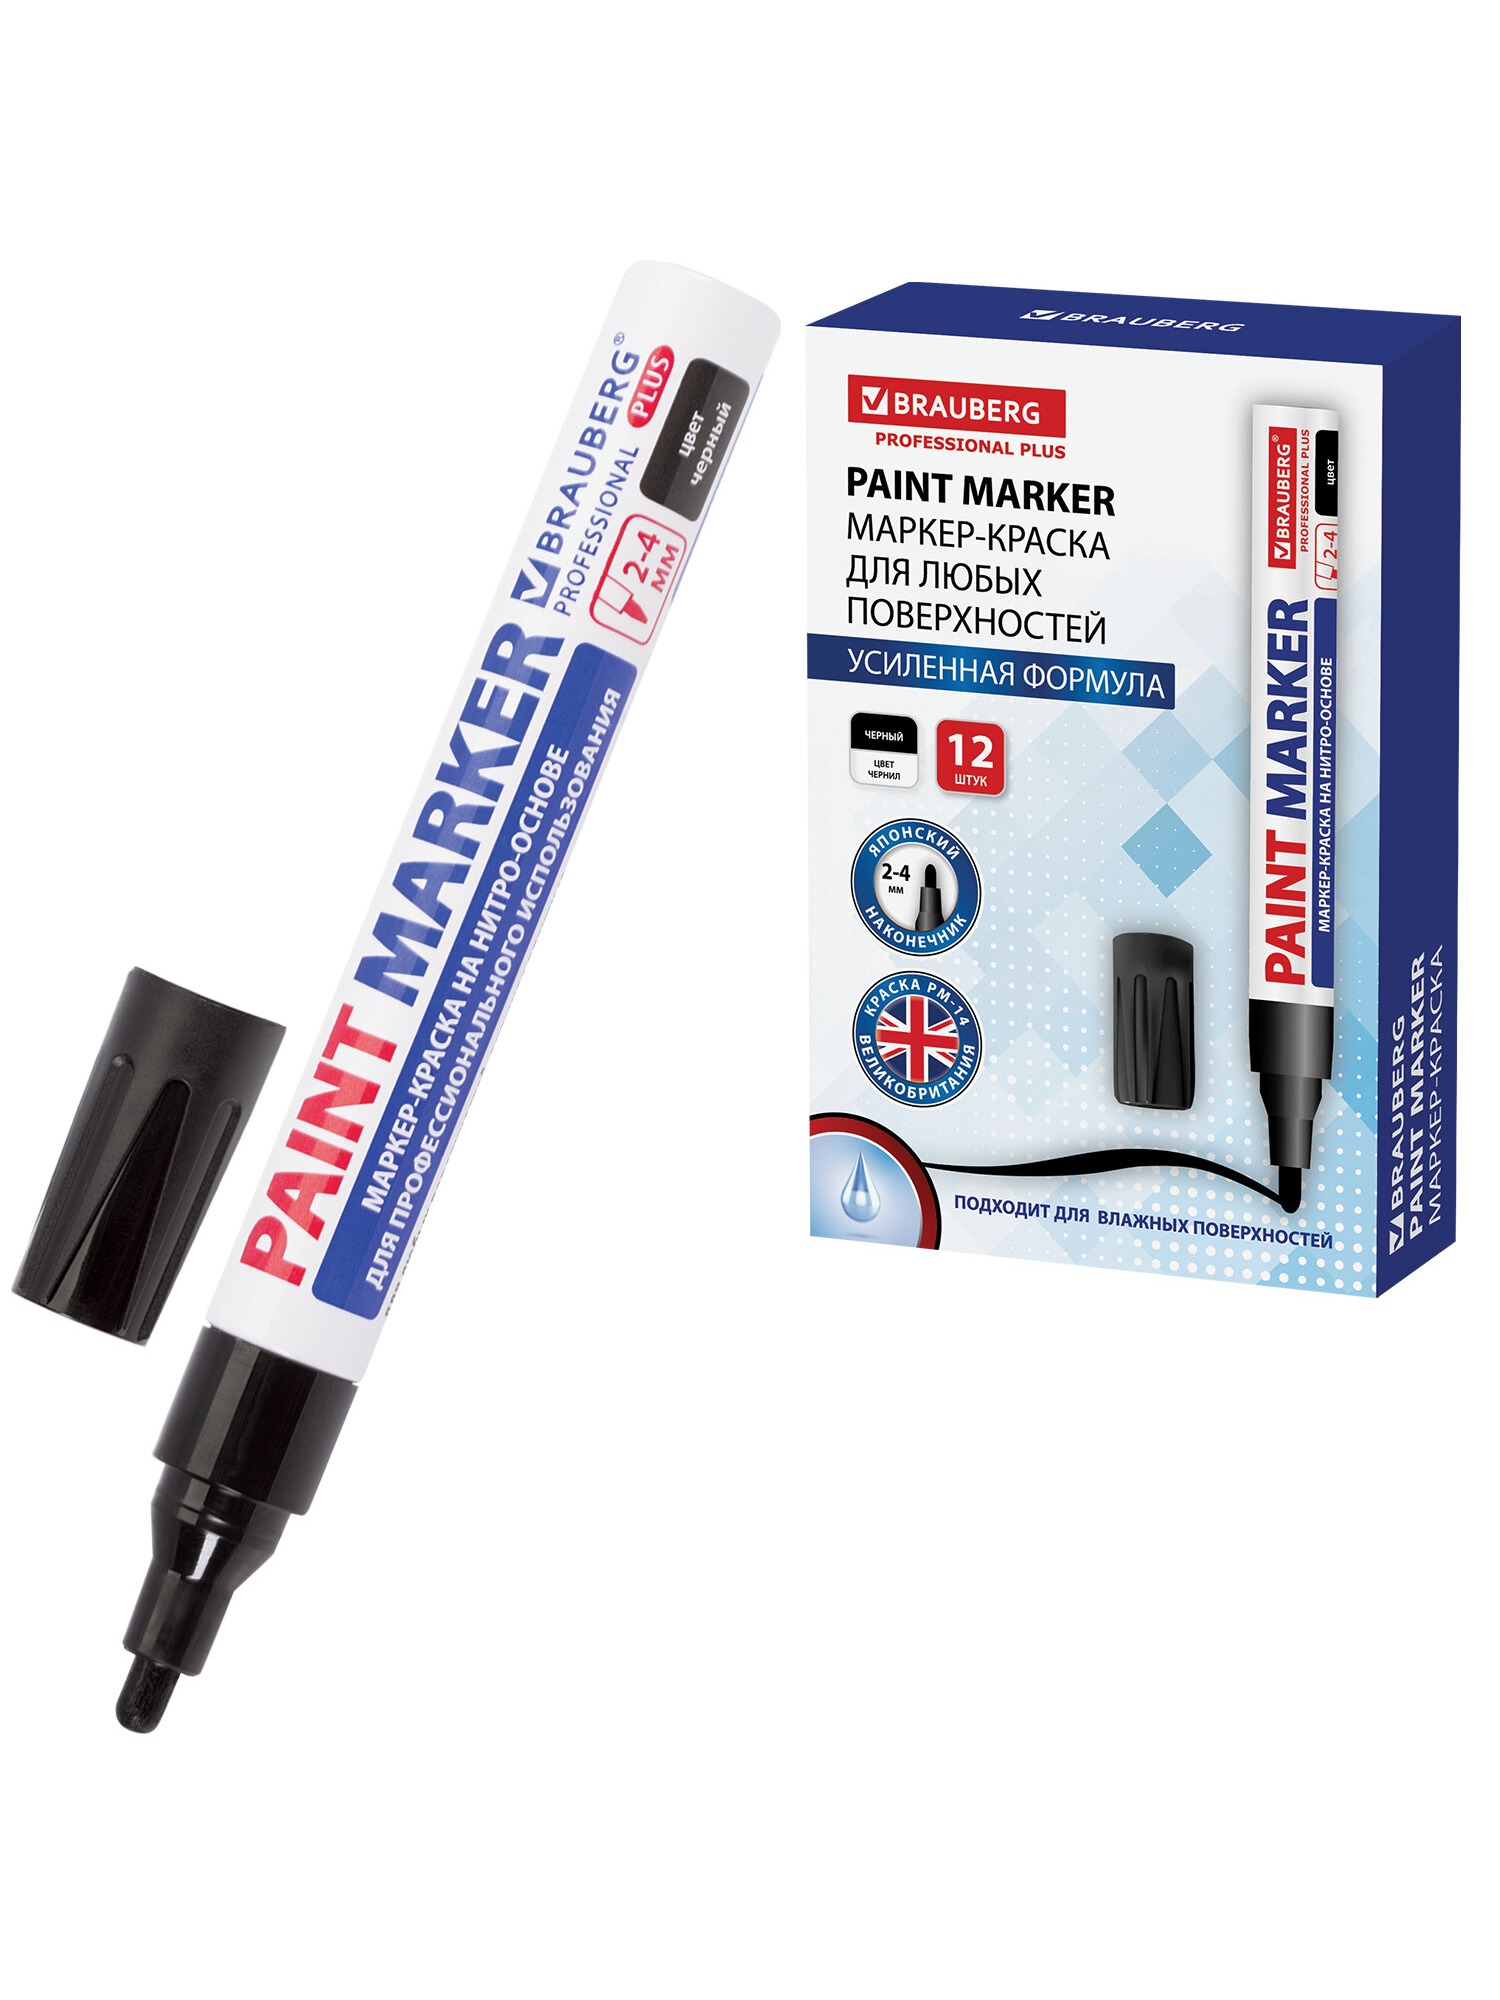 BRAUBERG®
PROFESSIONAL PLUS
цвет
черный
2-4
мм
PAINT MARKER
МАРКЕР-КРАСКА НА НИТРО-ОСНОВЕ
ДЛЯ ПРОФЕССИОНАЛЬНОГО ИСПОЛЬЗОВАНИЯ
BRAUBERG
BRAUBERG
PROFESSIONAL PLUS
PAINT MARKER
МАРКЕР-КРАСКА
ДЛЯ ЛЮБЫХ
ПОВЕРХНОСТЕЙ
УСИЛЕННАЯ ФОРМУЛА
ЧЕРНЫЙ
ЦВЕТ
ЧЕРНИЛ
12
ШТУК
ЯПОНСКИЙ
2-4
мм
НАКОНЕЧНИК
КРАСКА PM-14
ВЕЛИКОБРИТАНИЯ
ПОДХОДИТ ДЛЯ ВЛАЖНЫХ ПОВЕРХНОСТЕЙ
BRAUBERG®
PROFESSIONAL PLUS
цвет
2-4
PAINT MARKER
МАРКЕР-КРАСКА НА НИТРО-ОСНОВЕ
BRAUBERG
PAINT MARKER
МАРКЕР-КРАСКА